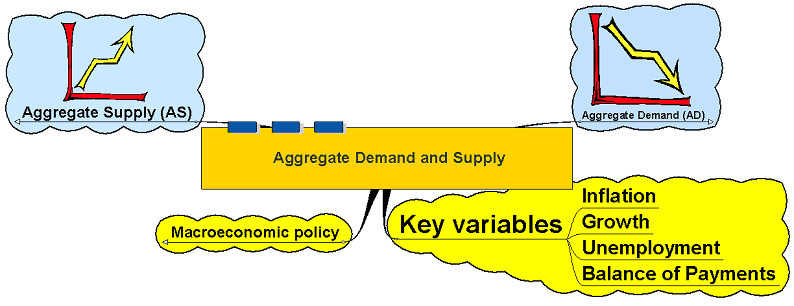 Aggregate Supply (AS)
Aggregate Demand (AD)
Aggregate Demand and Supply
Macroeconomic policy
Key variables
Inflation
Growth
Unemployment
Balance of Payments